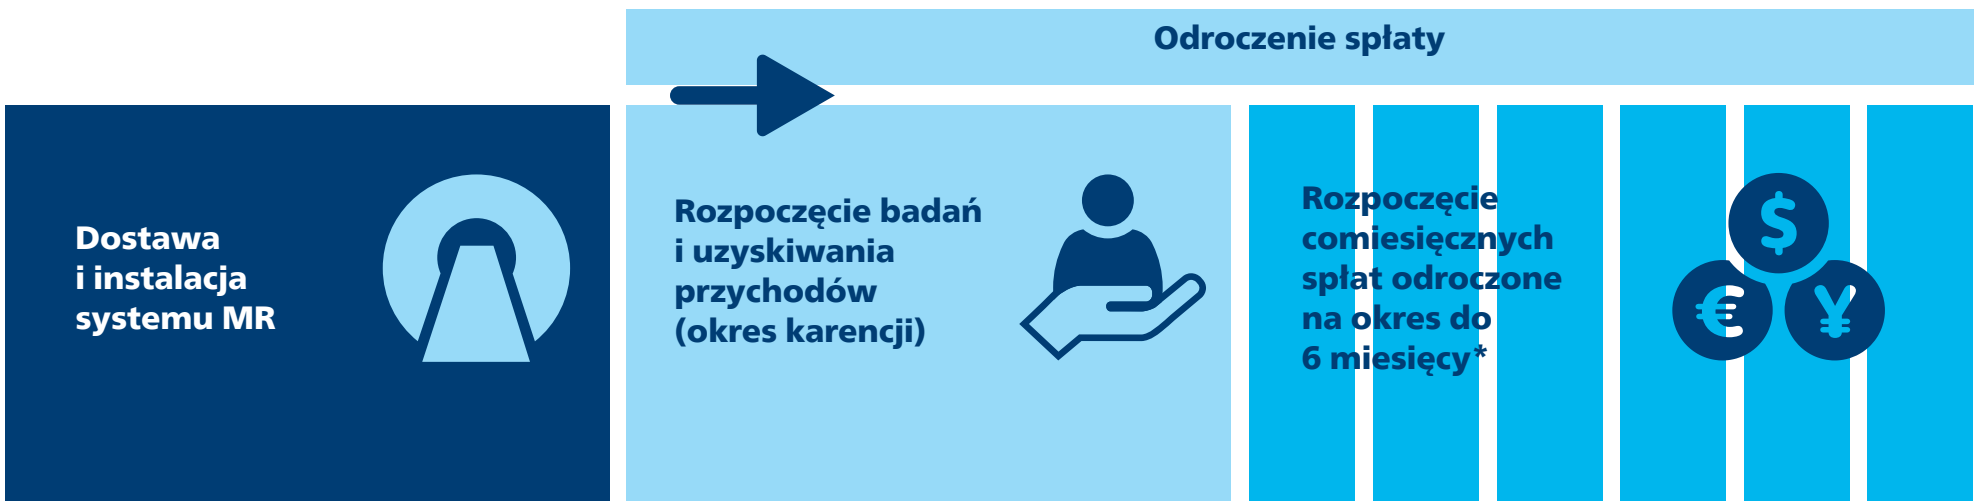 Odroczenie spłaty
Dostawa
i instalacja
systemu MR
Rozpoczęcie badań
i uzyskiwania
przychodów
(okres karencji)
Rozpoczęcie
comiesięcznych
spłat odroczone
na okres do
6 miesięcy*
$
€
¥